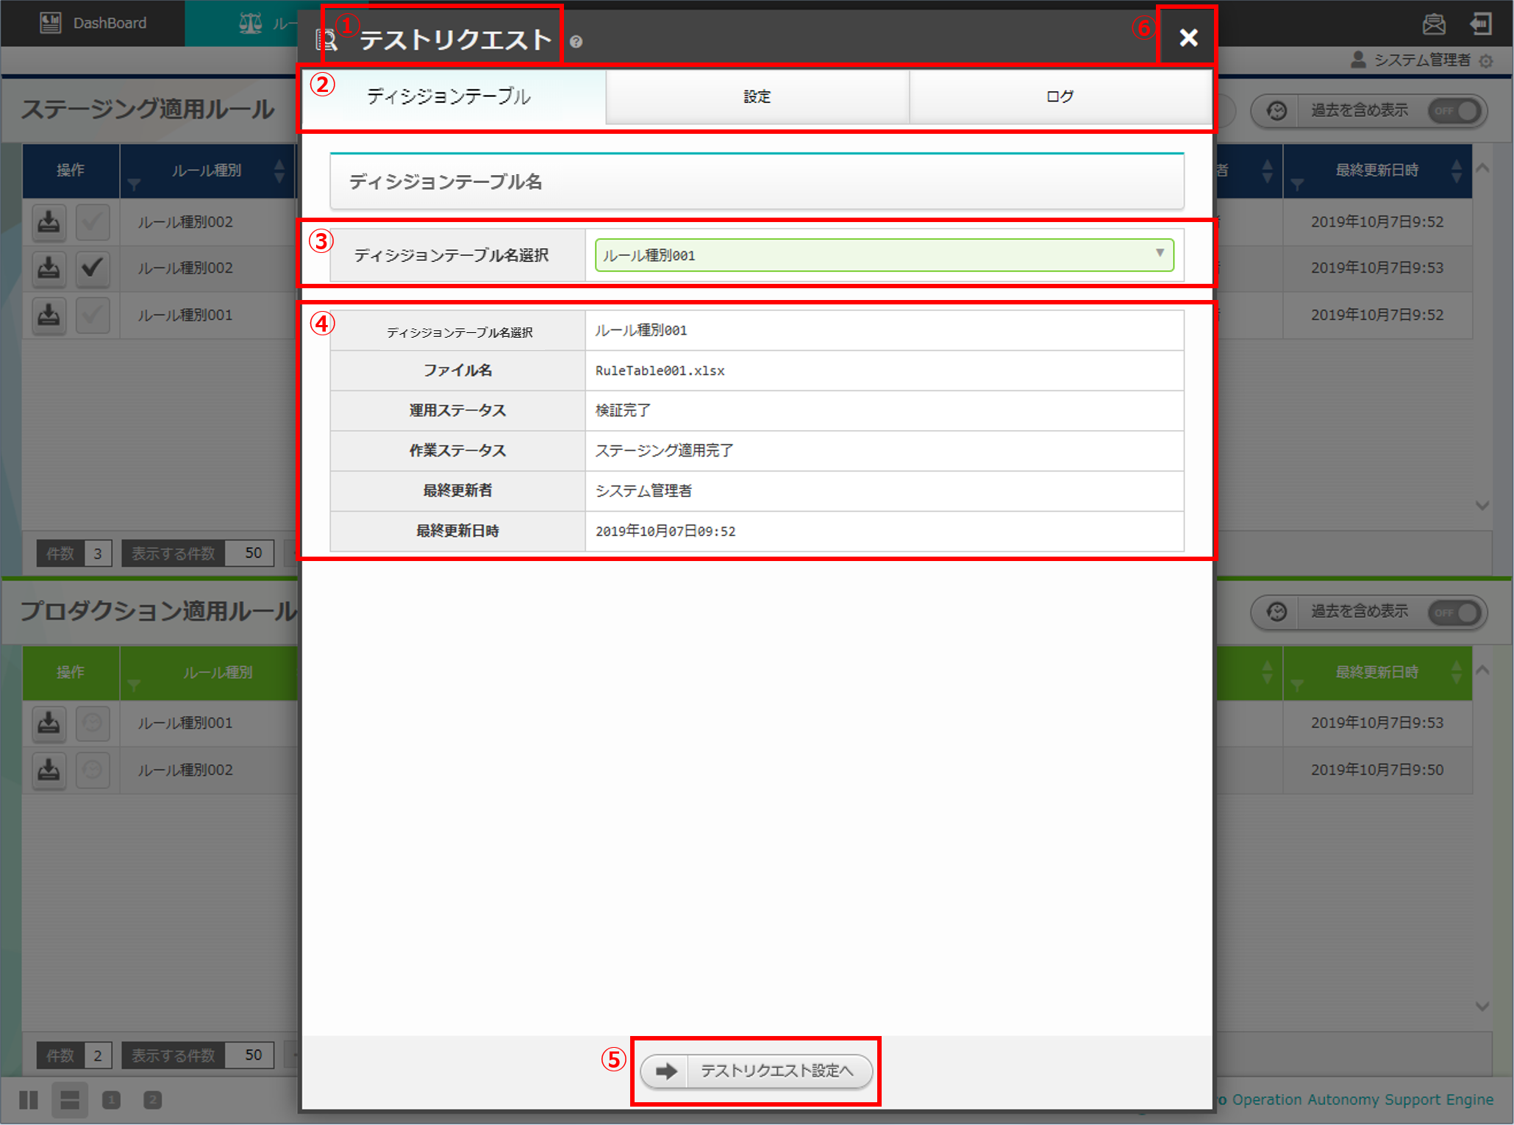 DashBoard
ルー
① テストリクエスト
⑥
システム管理者
② ディシジョンテーブル 設定 ログ
ステージング適用ルール
過去を含め表示 OFF
操作 ルール種別
者 最終更新日時
ルール種別002 2019年10月7日9:52
ルール種別002 2019年10月7日9:53
ルール種別001 2019年10月7日9:52
ディシジョンテーブル名
③ ディシジョンテーブル名選択 ルール種別001
④ ディシジョンテーブル名選択 ルール種別001
ファイル名 RuleTable001.xlsx
運用ステータス 検証完了
作業ステータス ステージング適用完了
最終更新者 システム管理者
最終更新日時 2019年10月07日09:52
件数 3 表示する件数 50
プロダクション適用ルール
過去を含め表示 OFF
操作 ルール種別
最終更新日時
ルール種別001 2019年10月7日9:53
ルール種別002 2019年10月7日9:50
件数 2 表示する件数 50
⑤ テストリクエスト設定へ
1 2
o Operation Autonomy Support Engine